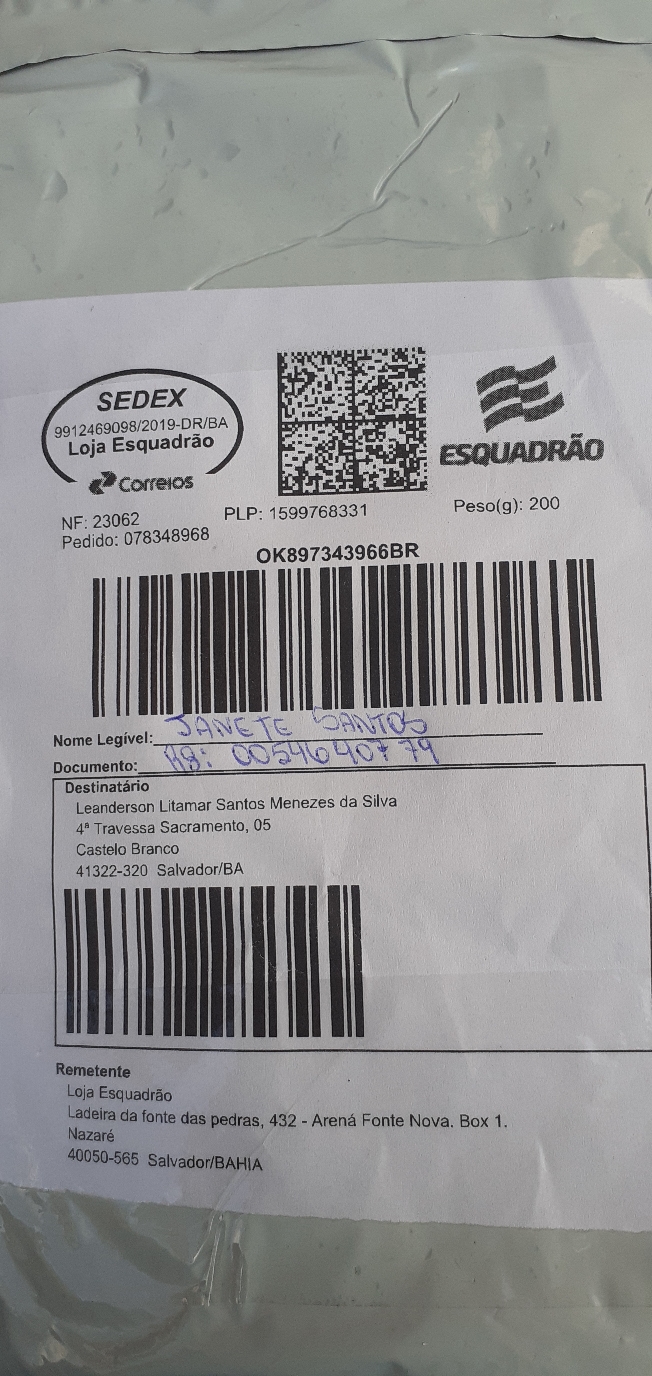 SEDEX
9912469098/2019-DR/BA
Loja Esquadrão
Correios
ESQUADRÃO
NF: 23062
PLP: 1599768331
Peso(g): 200
Pedido: 078348968
OK897343966BR
Nome Legível: JANETE SANTOS
Documento: RG: 0054640779
Destinatário
Leanderson Litamar Santos Menezes da Silva
4ª Travessa Sacramento, 05
Castelo Branco
41322-320 Salvador/BA
Remetente
Loja Esquadrão
Ladeira da fonte das pedras, 432 - Arená Fonte Nova. Box 1.
Nazaré
40050-565 Salvador/BAHIA